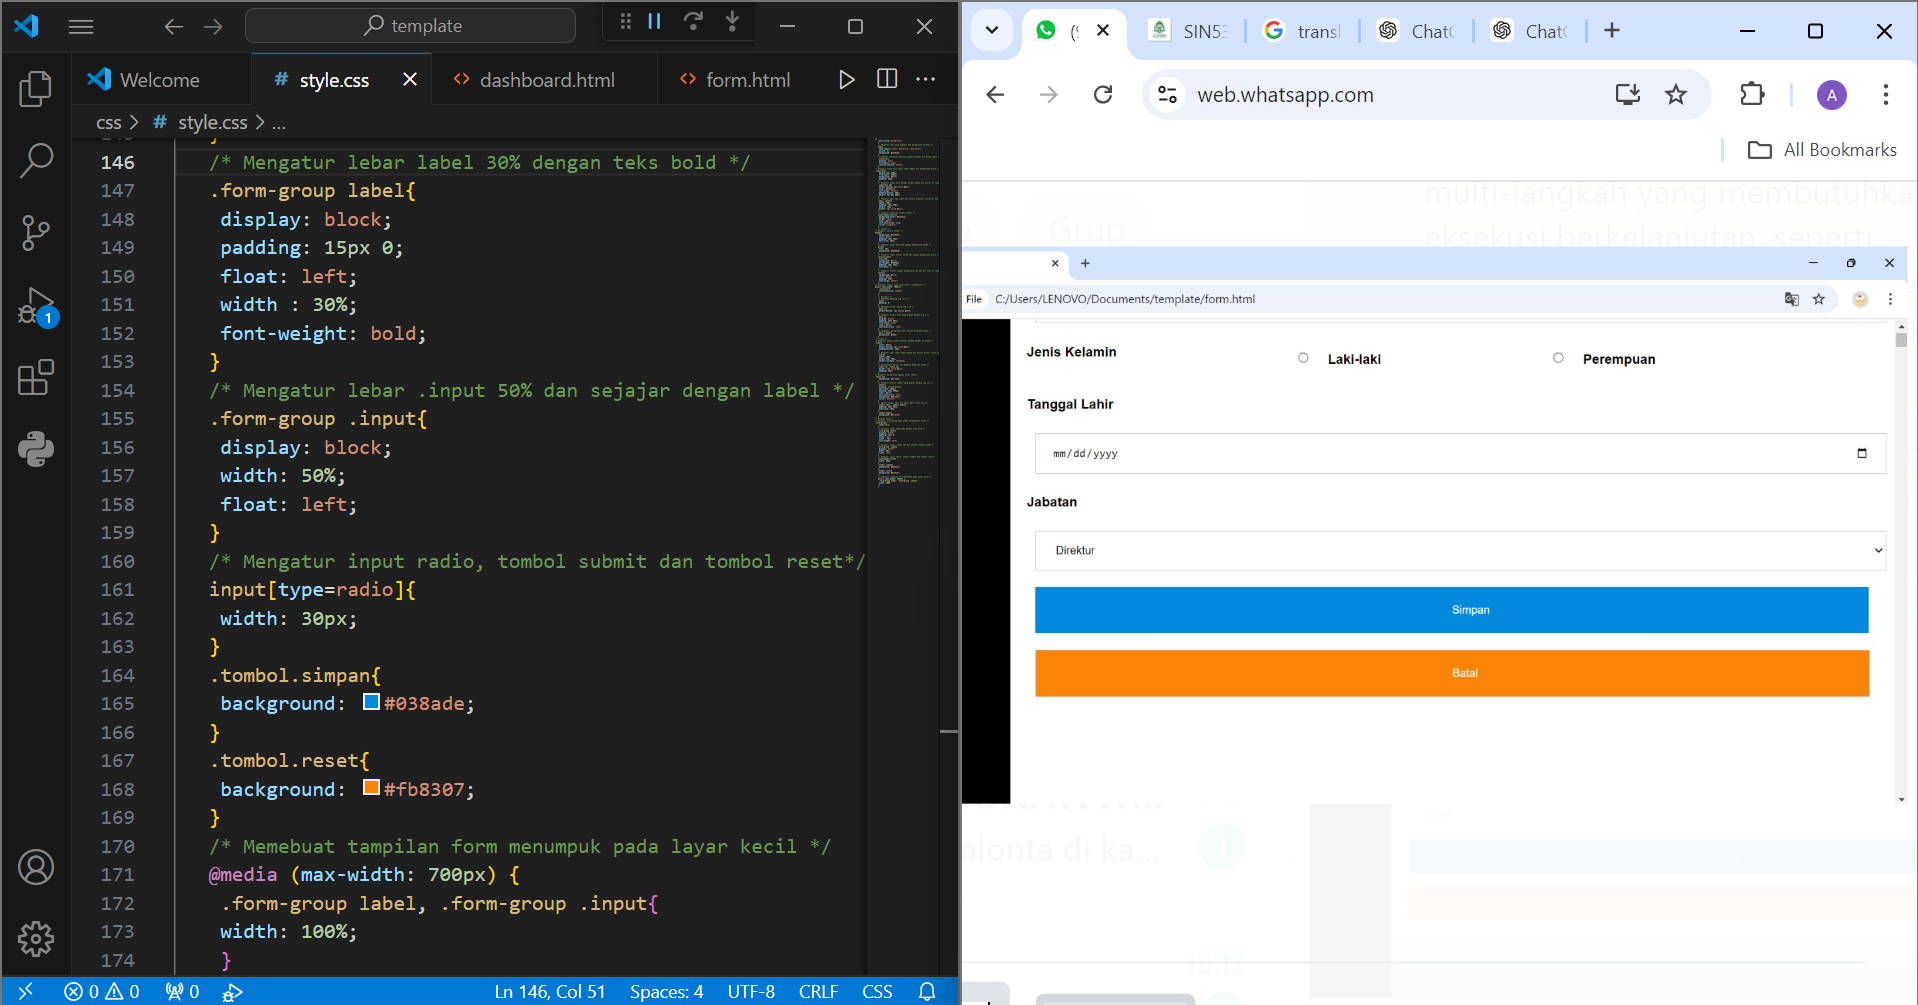 template
Welcome
# style.css
<> dashboard.html
<> form.html
css > # style.css > ...
146 /* Mengatur lebar label 30% dengan teks bold */
147 .form-group label{
148 display: block;
149 padding: 15px 0;
150 float: left;
151 width : 30%;
152 font-weight: bold;
153 }
154 /* Mengatur lebar .input 50% dan sejajar dengan label */
155 .form-group .input{
156 display: block;
157 width: 50%;
158 float: left;
159 }
160 /* Mengatur input radio, tombol submit dan tombol reset*/
161 input[type=radio]{
162 width: 30px;
163 }
164 .tombol.simpan{
165 background: #038ade;
166 }
167 .tombol.reset{
168 background: #fb8307;
169 }
170 /* Memebuat tampilan form menumpuk pada layar kecil */
171 @media (max-width: 700px) {
172 .form-group label, .form-group .input{
173 width: 100%;
174 }
1
0 0 0
Ln 146, Col 51 Spaces: 4 UTF-8 CRLF CSS
SIN53
transl
ChatG
ChatG
web.whatsapp.com
A
All Bookmarks
multi-langkah yang membutuhka
Grup
eksekusi berkelanjutan, seperti
File C:/Users/LENOVO/Documents/template/form.html
Jenis Kelamin
Laki-laki
Perempuan
Tanggal Lahir
mm/dd/yyyy
Jabatan
Direktur
Simpan
Batal
alonta di ka...
1
18.12